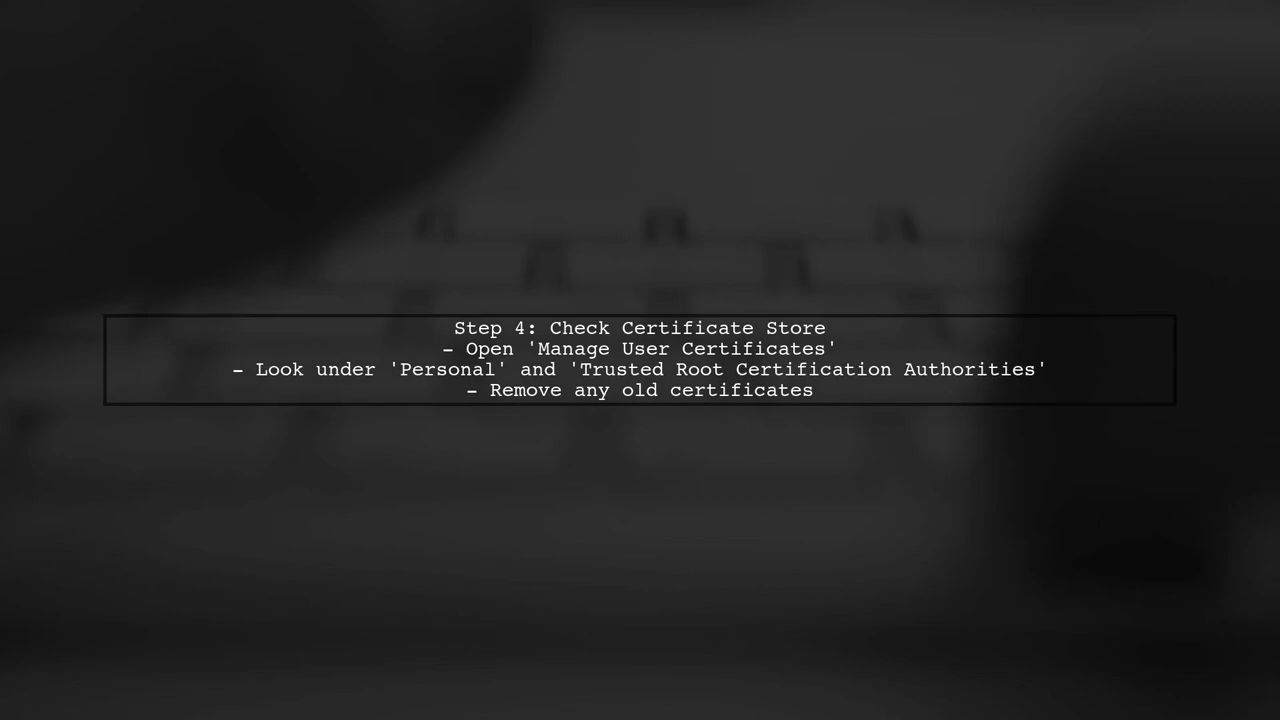 Step 4: Check Certificate Store
- Open 'Manage User Certificates'
- Look under 'Personal' and 'Trusted Root Certification Authorities'
- Remove any old certificates